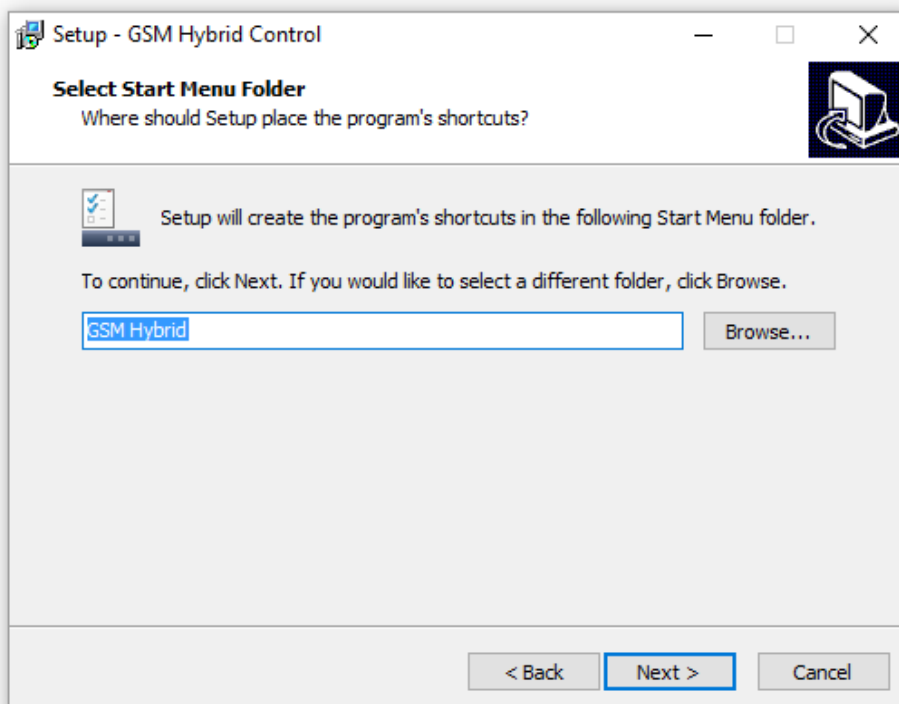 Setup - GSM Hybrid Control
Select Start Menu Folder
Where should Setup place the program's shortcuts?
Setup will create the program's shortcuts in the following Start Menu folder.
To continue, click Next. If you would like to select a different folder, click Browse.
GSM Hybrid
Browse...
< Back
Next >
Cancel